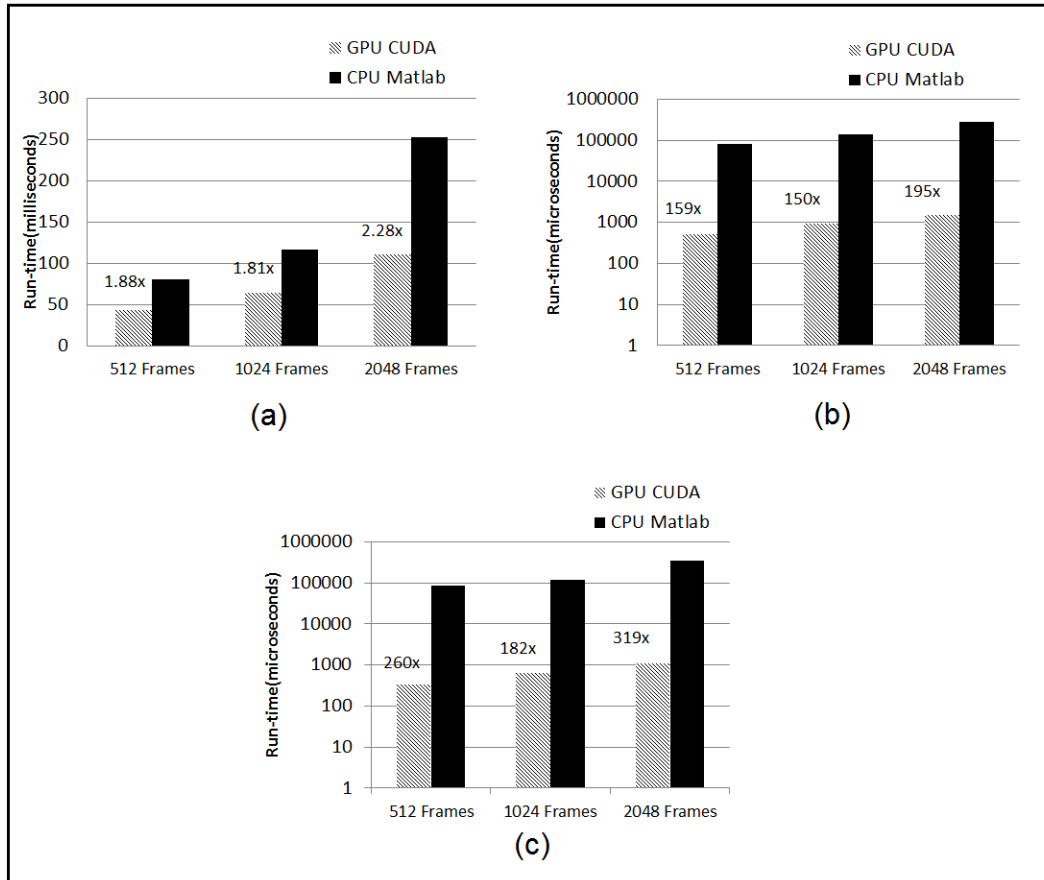 GPU CUDA
CPU Matlab
Run-time(milliseconds)
300
250
200
150
100
50
0
1.88x
1.81x
2.28x
512 Frames 1024 Frames 2048 Frames
(a)
GPU CUDA
CPU Matlab
Run-time(microseconds)
1000000
100000
10000
1000
100
10
1
159x
150x
195x
512 Frames 1024 Frames 2048 Frames
(b)
GPU CUDA
CPU Matlab
Run-time(microseconds)
1000000
100000
10000
1000
100
10
1
260x
182x
319x
512 Frames 1024 Frames 2048 Frames
(c)